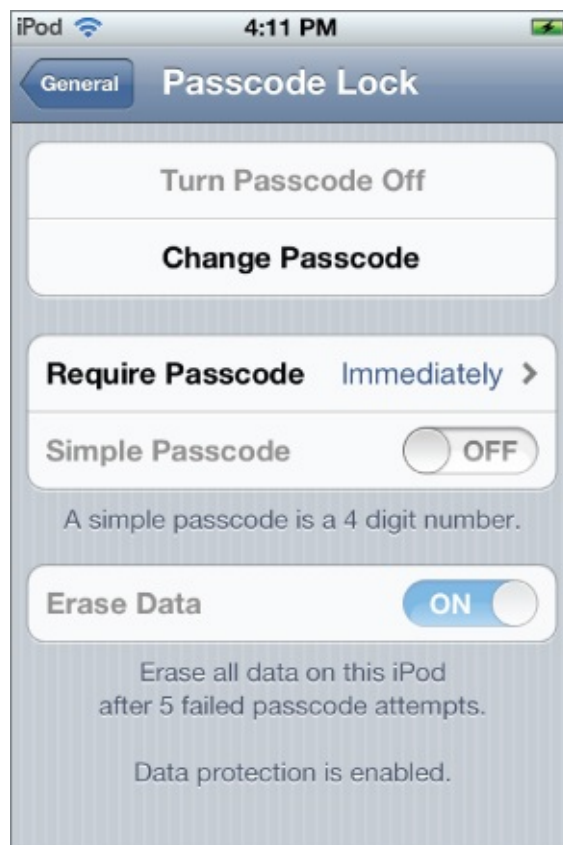 iPod 4:11 PM
General Passcode Lock
Turn Passcode Off
Change Passcode
Require Passcode Immediately >
Simple Passcode OFF
A simple passcode is a 4 digit number.
Erase Data ON
Erase all data on this iPod
after 5 failed passcode attempts.
Data protection is enabled.